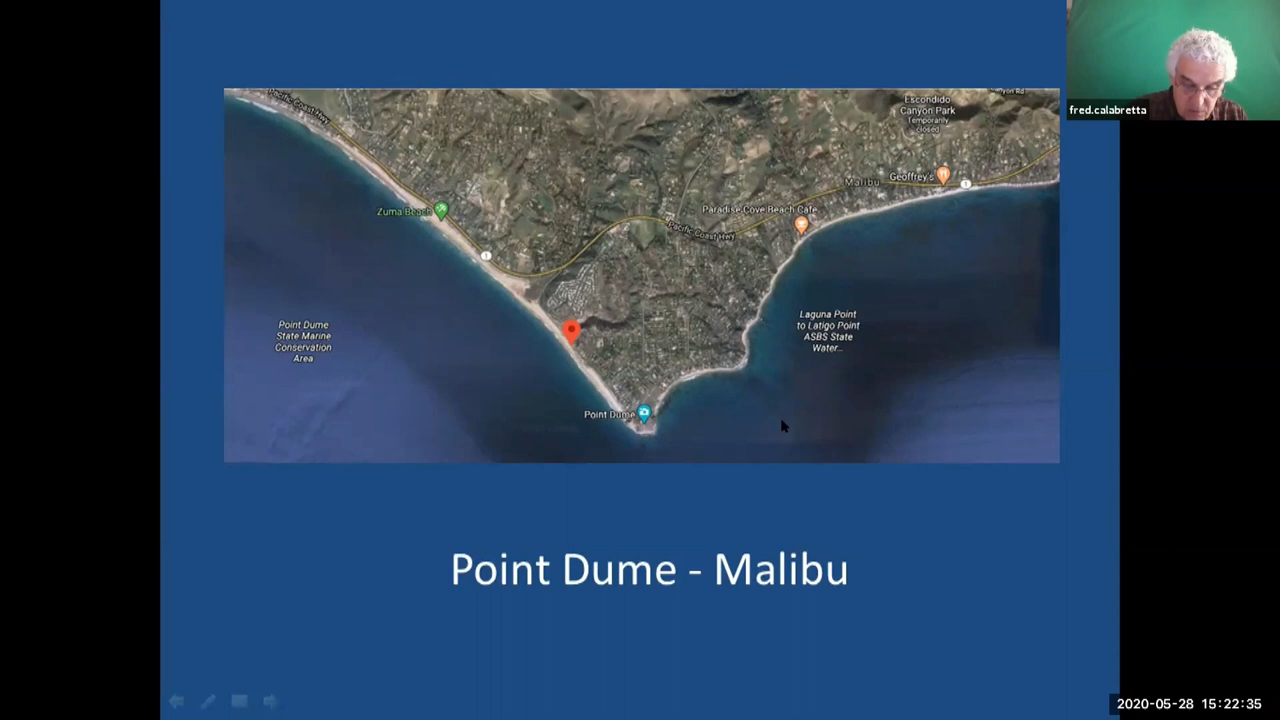 Pacific Coast Hwy
Escondido
Canyon Park
Temporarily
closed
yon Rd
fred.calabretta
Geoffrey's
Malibu
1
Zuma Beach
Paradise Cove Beach Cafe
Pacific Coast Hwy
1
Point Dume
State Marine
Conservation
Area
Laguna Point
to Latigo Point
ASBS State
Water...
Point Dume
Point Dume - Malibu
2020-05-28 15:22:35